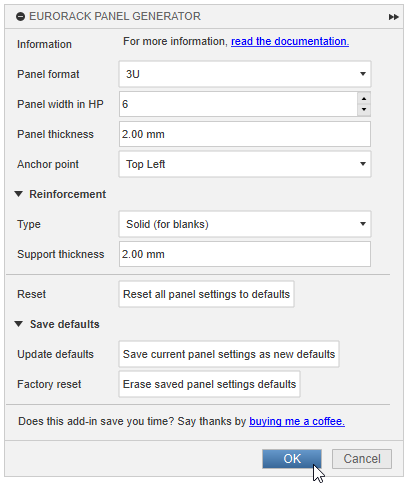 EURORACK PANEL GENERATOR
Information For more information, read the documentation.
Panel format 3U
Panel width in HP 6
Panel thickness 2.00 mm
Anchor point Top Left
Reinforcement
Type Solid (for blanks)
Support thickness 2.00 mm
Reset Reset all panel settings to defaults
Save defaults
Update defaults Save current panel settings as new defaults
Factory reset Erase saved panel settings defaults
Does this add-in save you time? Say thanks by buying me a coffee.
OK Cancel